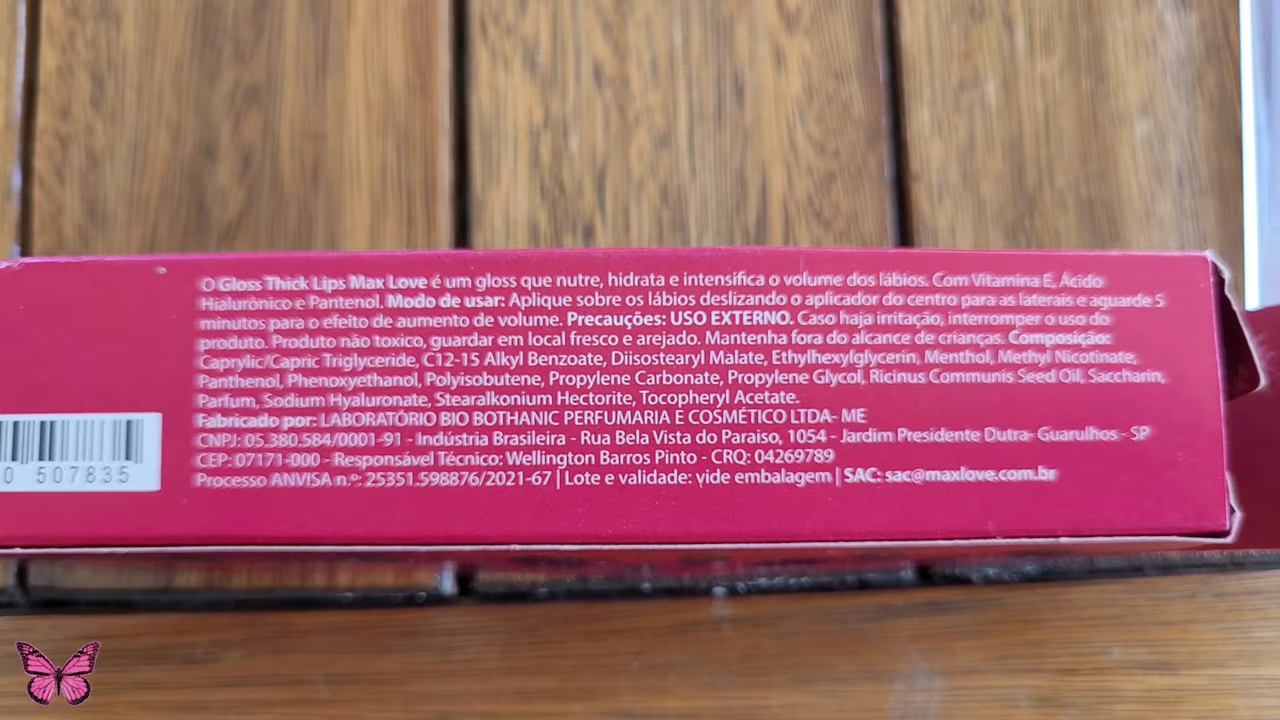 O Gloss Thick Lips Max Love é um gloss que nutre, hidrata e intensifica o volume dos lábios. Com Vitamina E, Ácido
Hialurônico e Pantenol. Modo de usar: Aplique sobre os lábios deslizando o aplicador do centro para as laterais e aguarde 5
minutos para o efeito de aumento de volume. Precauções: USO EXTERNO. Caso haja irritação, interromper o uso do
produto. Produto não toxico, guardar em local fresco e arejado. Mantenha fora do alcance de crianças. Composição:
Caprylic/Capric Triglyceride, C12-15 Alkyl Benzoate, Diisostearyl Malate, Ethylhexylglycerin, Menthol, Methyl Nicotinate,
Panthenol, Phenoxyethanol, Polyisobutene, Propylene Carbonate, Propylene Glycol, Ricinus Communis Seed Oil, Saccharin,
Parfum, Sodium Hyaluronate, Stearalkonium Hectorite, Tocopheryl Acetate.
Fabricado por: LABORATÓRIO BIO BOTHANIC PERFUMARIA E COSMÉTICO LTDA- ME
CNPJ: 05.380.584/0001-91 - Indústria Brasileira - Rua Bela Vista do Paraiso, 1054 - Jardim Presidente Dutra- Guarulhos - SP
CEP: 07171-000 - Responsável Técnico: Wellington Barros Pinto - CRQ: 04269789
Processo ANVISA n.º: 25351.598876/2021-67 | Lote e validade: vide embalagem | SAC: sac@maxlove.com.br
0 507835